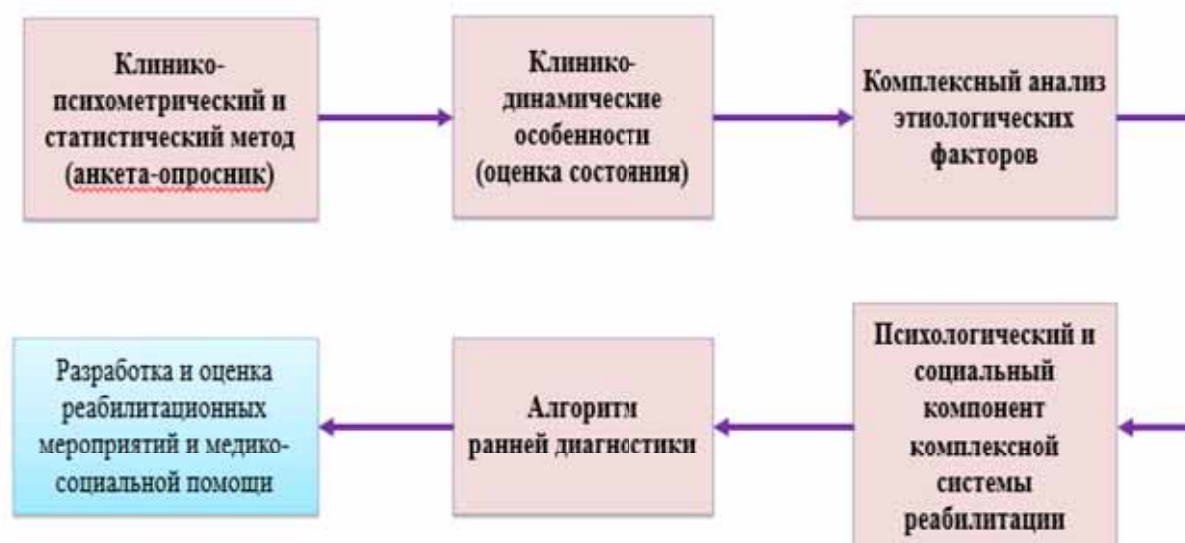 Клинико-
психометрический и
статистический метод
(анкета-опросник)
Клинико-
динамические
особенности
(оценка состояния)
Комплексный анализ
этиологических
факторов
Психологический и
социальный
компонент
комплексной
системы
реабилитации
Алгоритм
ранней диагностики
Разработка и оценка
реабилитационных
мероприятий и медико-
социальной помощи